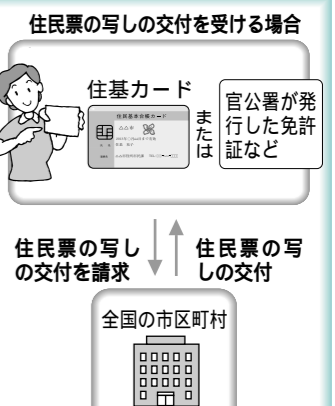 住民票の写しの交付を受ける場合
住基カード
住民基本台帳カード
または
官公署が発
行した免許
証など
住民票の写し
の交付を請求
住民票の写
しの交付
全国の市区町村